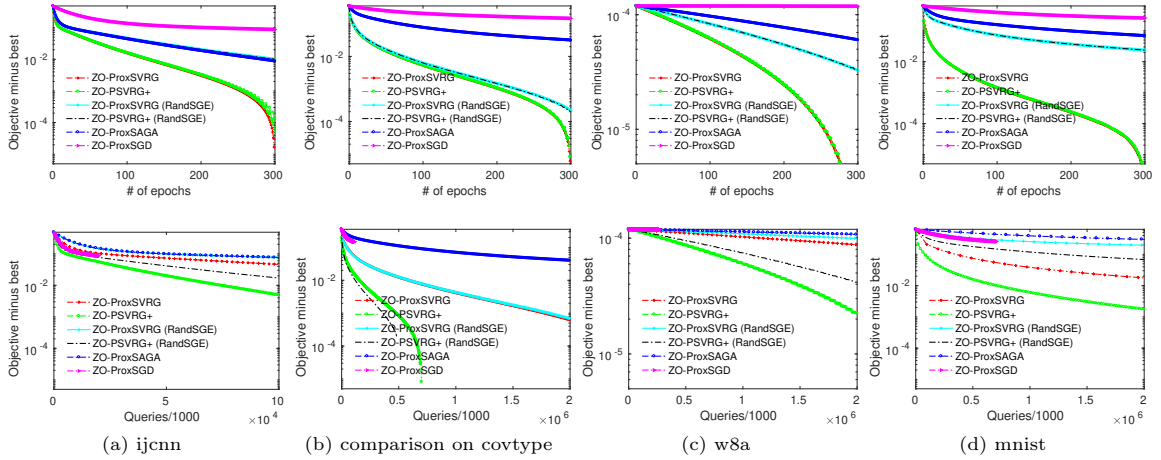 Objective minus best
10^-2
10^-4
ZO-ProxSVRG
ZO-PSVRG+
ZO-ProxSVRG (RandSGE)
ZO-PSVRG+ (RandSGE)
ZO-ProxSAGA
ZO-ProxSGD
0 100 200 300
# of epochs
Objective minus best
10^-2
10^-4
ZO-ProxSVRG
ZO-PSVRG+
ZO-ProxSVRG (RandSGE)
ZO-PSVRG+ (RandSGE)
ZO-ProxSAGA
ZO-ProxSGD
0 100 200 300
# of epochs
Objective minus best
10^-4
10^-5
ZO-ProxSVRG
ZO-PSVRG+
ZO-ProxSVRG (RandSGE)
ZO-PSVRG+ (RandSGE)
ZO-ProxSAGA
ZO-ProxSGD
0 100 200 300
# of epochs
Objective minus best
10^-2
10^-4
ZO-ProxSVRG
ZO-PSVRG+
ZO-ProxSVRG (RandSGE)
ZO-PSVRG+ (RandSGE)
ZO-ProxSAGA
ZO-ProxSGD
0 100 200 300
# of epochs
Objective minus best
10^-2
10^-4
ZO-ProxSVRG
ZO-PSVRG+
ZO-ProxSVRG (RandSGE)
ZO-PSVRG+ (RandSGE)
ZO-ProxSAGA
ZO-ProxSGD
0 5 10
Queries/1000
×10^4
Objective minus best
10^-2
10^-4
ZO-ProxSVRG
ZO-PSVRG+
ZO-ProxSVRG (RandSGE)
ZO-PSVRG+ (RandSGE)
ZO-ProxSAGA
ZO-ProxSGD
0 0.5 1 1.5 2
Queries/1000
×10^6
Objective minus best
10^-4
10^-5
ZO-ProxSVRG
ZO-PSVRG+
ZO-ProxSVRG (RandSGE)
ZO-PSVRG+ (RandSGE)
ZO-ProxSAGA
ZO-ProxSGD
0 0.5 1 1.5 2
Queries/1000
×10^6
Objective minus best
10^-2
10^-4
ZO-ProxSVRG
ZO-PSVRG+
ZO-ProxSVRG (RandSGE)
ZO-PSVRG+ (RandSGE)
ZO-ProxSAGA
ZO-ProxSGD
0 0.5 1 1.5 2
Queries/1000
×10^6
(a) ijcnn
(b) comparison on covtype
(c) w8a
(d) mnist